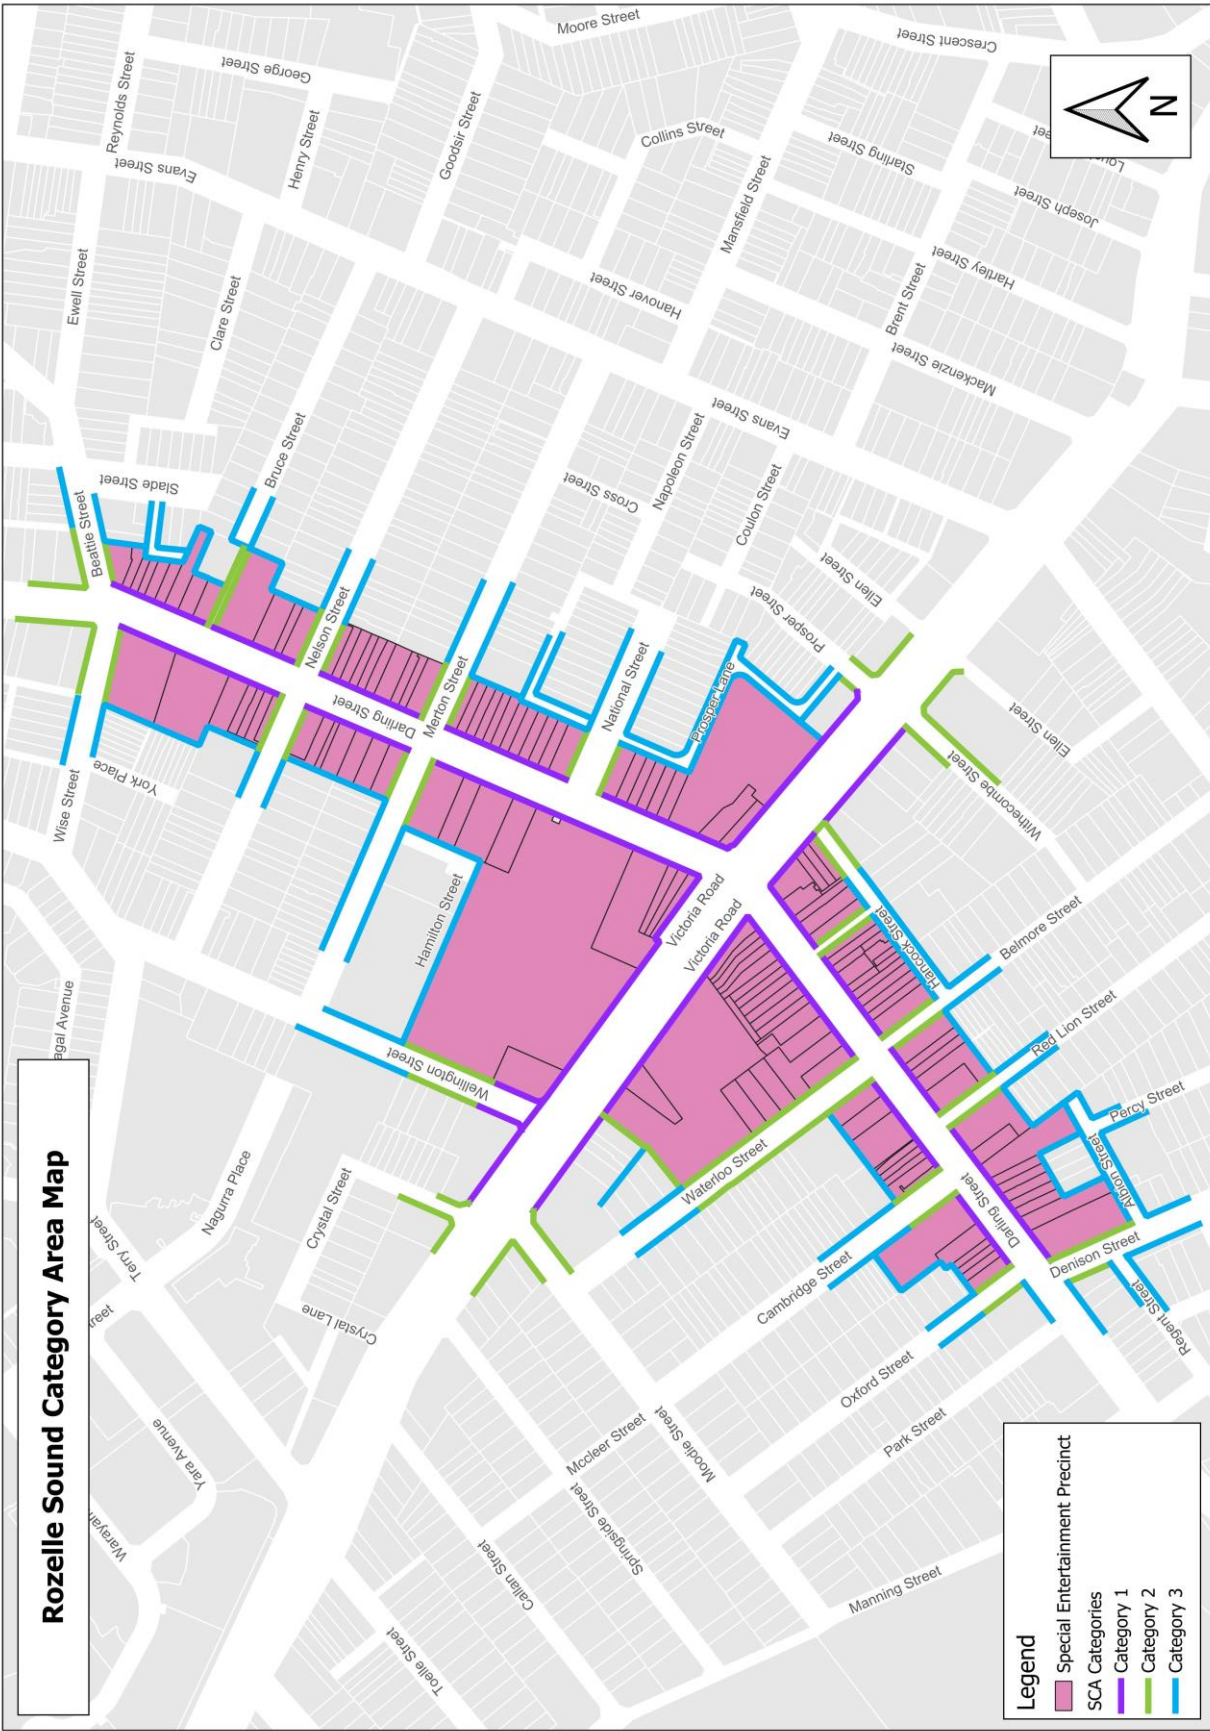 Rozelle Sound Category Area Map
Moore Street
Crescent Street
George Street
Reynolds Street
Evans Street
Henry Street
Goodsir Street
Collins Street
Starling Street
Joseph Street
Mansfield Street
Ewell Street
Clare Street
Hanover Street
Hartley Street
Brent Street
Mackenzie Street
Evans Street
Bruce Street
Slade Street
Beattie Street
Cross Street
Napoleon Street
Coulon Street
Ellen Street
Prosper Street
Nelson Street
Merton Street
Darling Street
National Street
Prosper Lane
Ellen Street
Withecombe Street
Wise Street
York Place
Hamilton Street
Victoria Road
Victoria Road
Hancock Street
Belmore Street
Red Lion Street
Percy Street
Albion Street
agal Avenue
Wellington Street
Waterloo Street
Darling Street
Denison Street
Regent Street
Nagurra Place
Crystal Street
Crystal Lane
Terry Street
reet
Cambridge Street
Oxford Street
Park Street
Mccleer Street
Moodie Street
Springside Street
Callan Street
Toelle Street
Manning Street
Yara Avenue
N
Legend
Special Entertainment Precinct
SCA Categories
Category 1
Category 2
Category 3